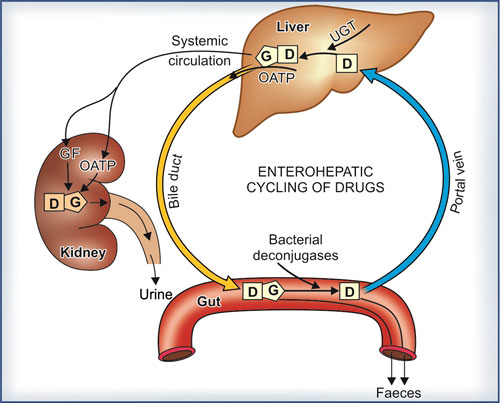 Liver
UGT
Systemic
circulation
G D
D
OATP
GF
OATP
D G
Kidney
Urine
Bile duct
ENTEROHEPATIC
CYCLING OF DRUGS
Portal vein
Bacterial
deconjugases
Gut
D G
D
Faeces